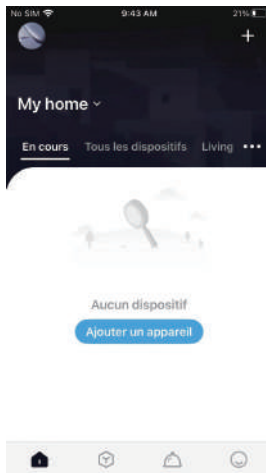 No SIM 9:43 AM 21%
My home
En cours Tous les dispositifs Living
Aucun dispositif
Ajouter un appareil